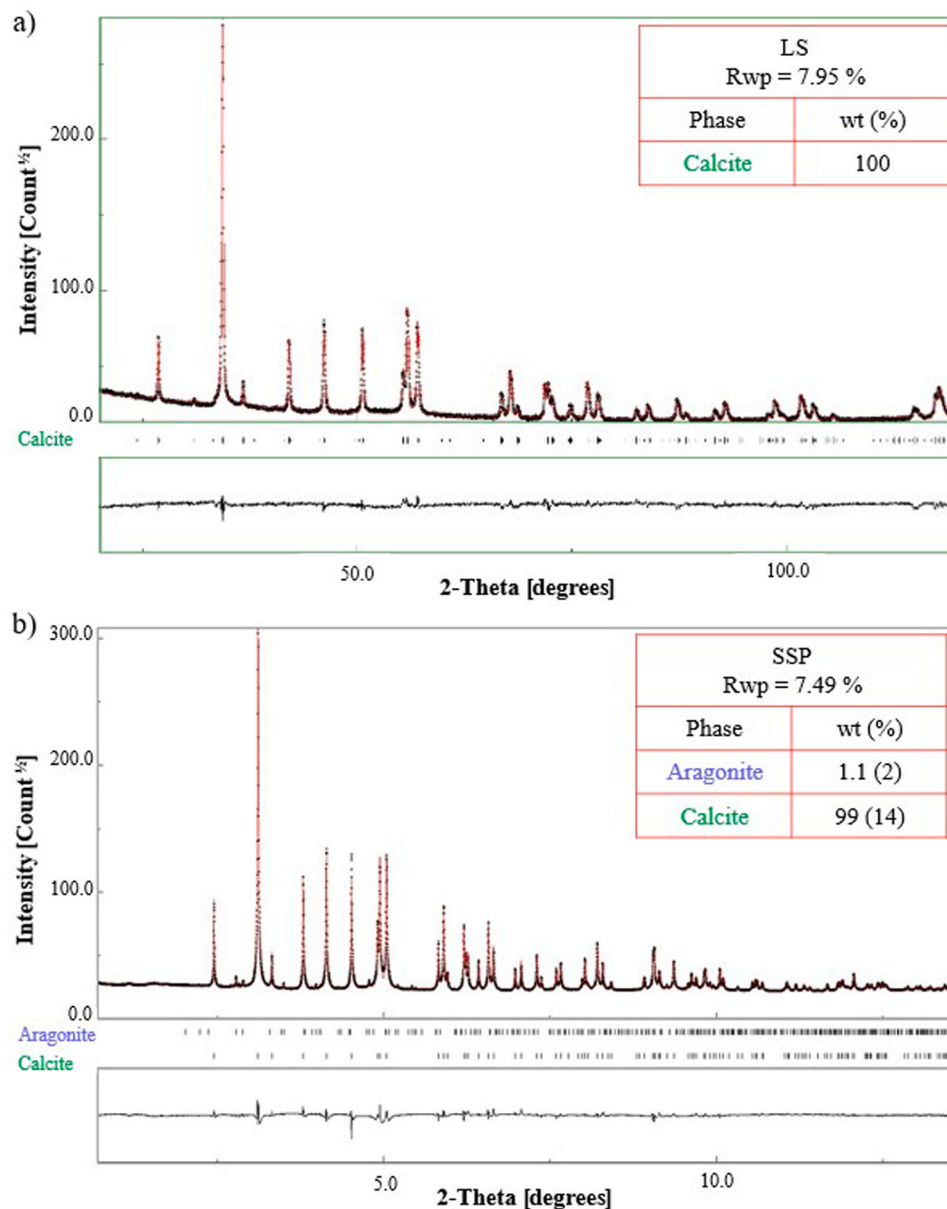 a)
LS
Rwp = 7.95 %
Phase wt (%)
Calcite 100
Intensity [Count ½]
200.0
100.0
0.0
Calcite
50.0 100.0
2-Theta [degrees]
b)
SSP
Rwp = 7.49 %
Phase wt (%)
Aragonite 1.1 (2)
Calcite 99 (14)
Intensity [Count ½]
300.0
200.0
100.0
0.0
Aragonite
Calcite
5.0 10.0
2-Theta [degrees]